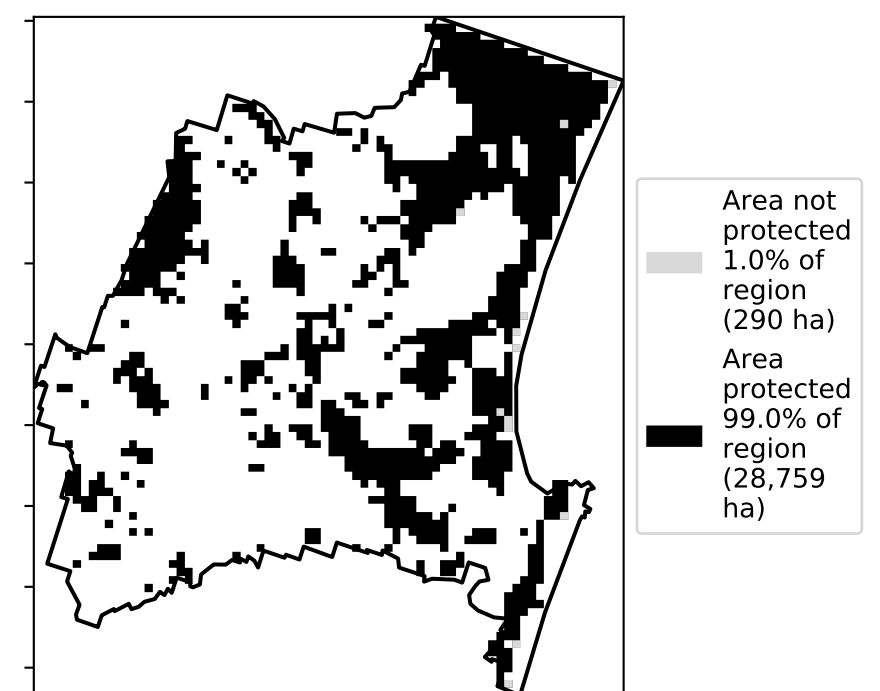 Area not
protected
1.0% of
region
(290 ha)
Area
protected
99.0% of
region
(28,759
ha)